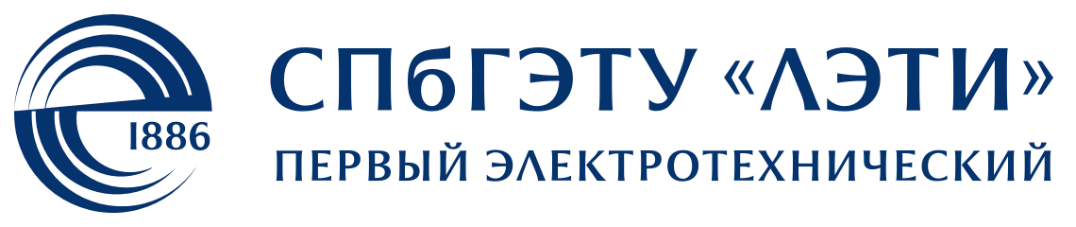 1886
СПбГЭТУ «ЛЭТИ»
ПЕРВЫЙ ЭЛЕКТРОТЕХНИЧЕСКИЙ